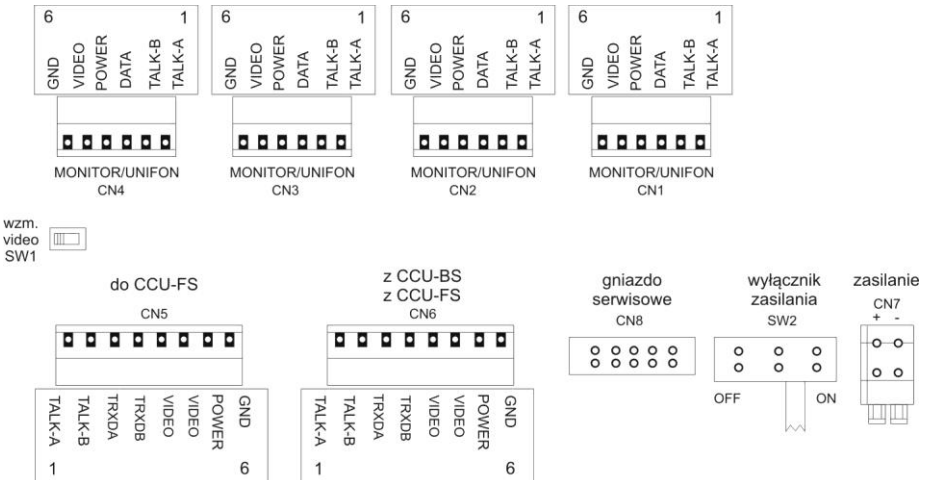 6 1
GND VIDEO POWER DATA TALK-B TALK-A
MONITOR/UNIFON
CN4
6 1
GND VIDEO POWER DATA TALK-B TALK-A
MONITOR/UNIFON
CN3
6 1
GND VIDEO POWER DATA TALK-B TALK-A
MONITOR/UNIFON
CN2
6 1
GND VIDEO POWER DATA TALK-B TALK-A
MONITOR/UNIFON
CN1
wzm.
video
SW1
do CCU-FS
CN5
TALK-A TALK-B TRXDA TRXDB VIDEO VIDEO POWER GND
1 6
z CCU-BS
z CCU-FS
CN6
TALK-A TALK-B TRXDA TRXDB VIDEO VIDEO POWER GND
1 6
gniazdo
serwisowe
CN8
wyłącznik
zasilania
SW2
OFF ON
zasilanie
CN7
+ -